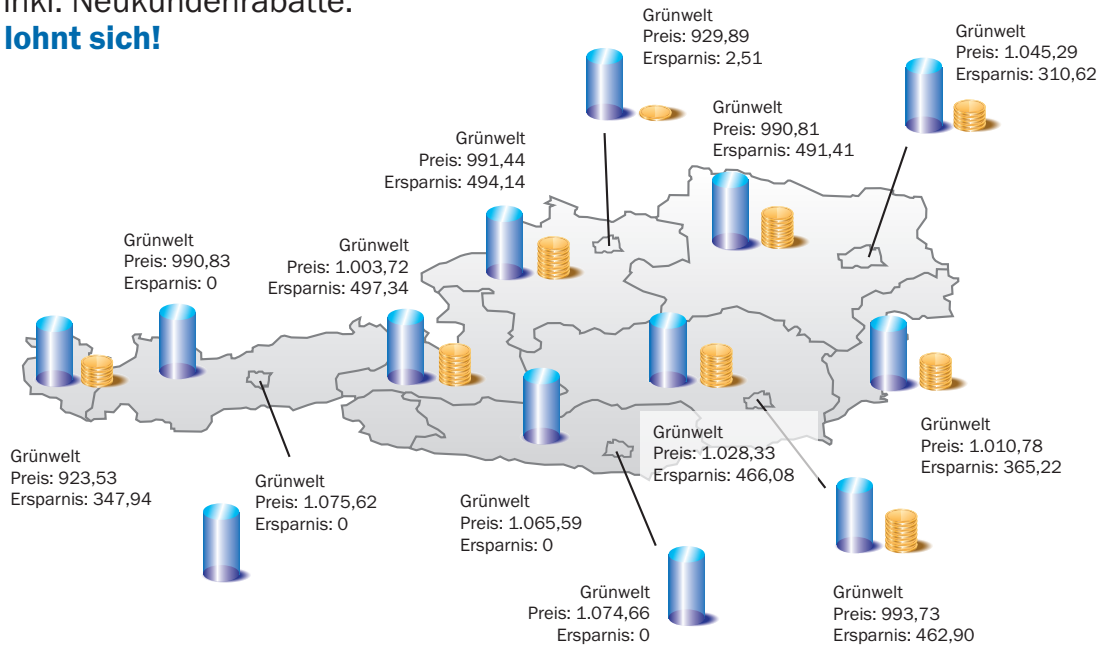 inkl. Neukundenrabatte.
lohnt sich!
Grünwelt
Preis: 929,89
Ersparnis: 2,51
Grünwelt
Preis: 1.045,29
Ersparnis: 310,62
Grünwelt
Preis: 990,81
Ersparnis: 491,41
Grünwelt
Preis: 991,44
Ersparnis: 494,14
Grünwelt
Preis: 990,83
Ersparnis: 0
Grünwelt
Preis: 1.003,72
Ersparnis: 497,34
Grünwelt
Preis: 923,53
Ersparnis: 347,94
Grünwelt
Preis: 1.075,62
Ersparnis: 0
Grünwelt
Preis: 1.065,59
Ersparnis: 0
Grünwelt
Preis: 1.028,33
Ersparnis: 466,08
Grünwelt
Preis: 1.010,78
Ersparnis: 365,22
Grünwelt
Preis: 1.074,66
Ersparnis: 0
Grünwelt
Preis: 993,73
Ersparnis: 462,90